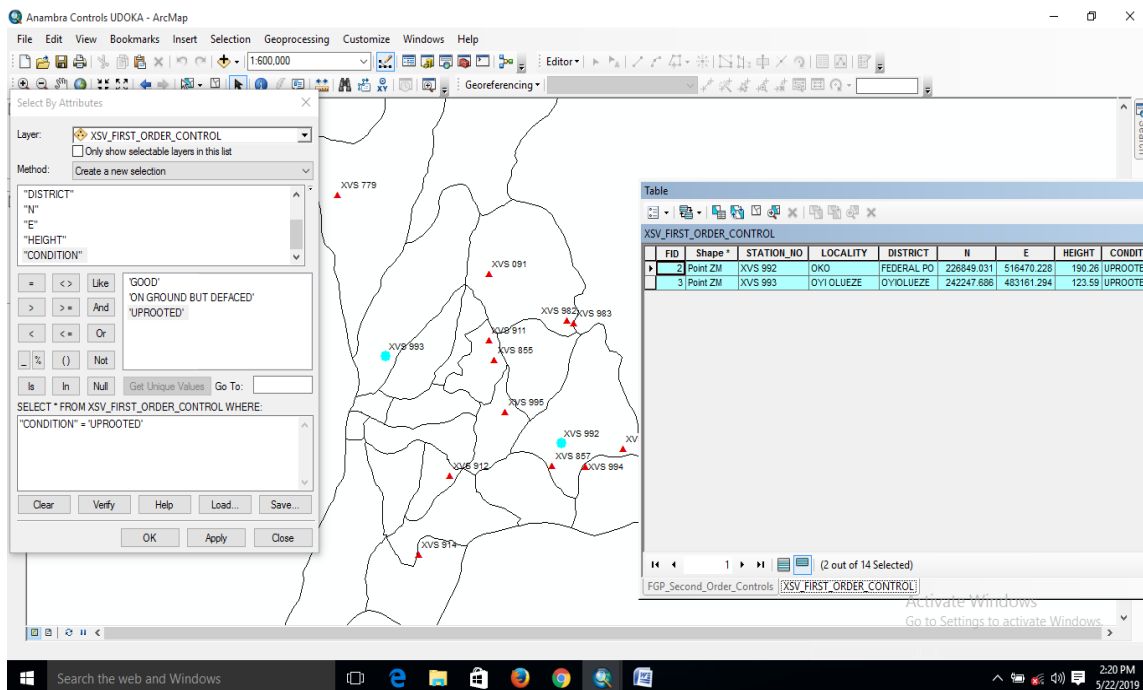 Anambra Controls UDOKA - ArcMap
File Edit View Bookmarks Insert Selection Geoprocessing Customize Windows Help
1:600,000 Editor
Georeferencing
Select By Attributes
Layer: XSV_FIRST_ORDER_CONTROL
Only show selectable layers in this list
Method: Create a new selection
"DISTRICT"
"N"
"E"
"HEIGHT"
"CONDITION"
= <> Like
> >= And
< <= Or
_ % () Not
Is In Null
'GOOD'
'ON GROUND BUT DEFACED'
'UPROOTED'
Get Unique Values Go To:
SELECT * FROM XSV_FIRST_ORDER_CONTROL WHERE:
"CONDITION" = 'UPROOTED'
Clear Verify Help Load... Save...
OK Apply Close
XVS 779
XVS 091
XVS 982
XVS 983
XVS 911
XVS 993
XVS 855
XVS 995
XVS 992
XV
XVS 857
XVS 994
XVS 912
XVS 914
Search
Table
XSV_FIRST_ORDER_CONTROL
FID Shape * STATION_NO LOCALITY DISTRICT N E HEIGHT CONDIT
2 Point ZM XVS 992 OKO FEDERAL PO 226849.031 516470.228 190.26 UPROOTE
3 Point ZM XVS 993 OYI OLUEZE OYIOLUEZE 242247.686 483161.294 123.59 UPROOTE
1 (2 out of 14 Selected)
FGP_Second_Order_Controls XSV_FIRST_ORDER_CONTROL
Activate Windows
Go to Settings to activate Windows.
Search the web and Windows
2:20 PM
5/22/2019